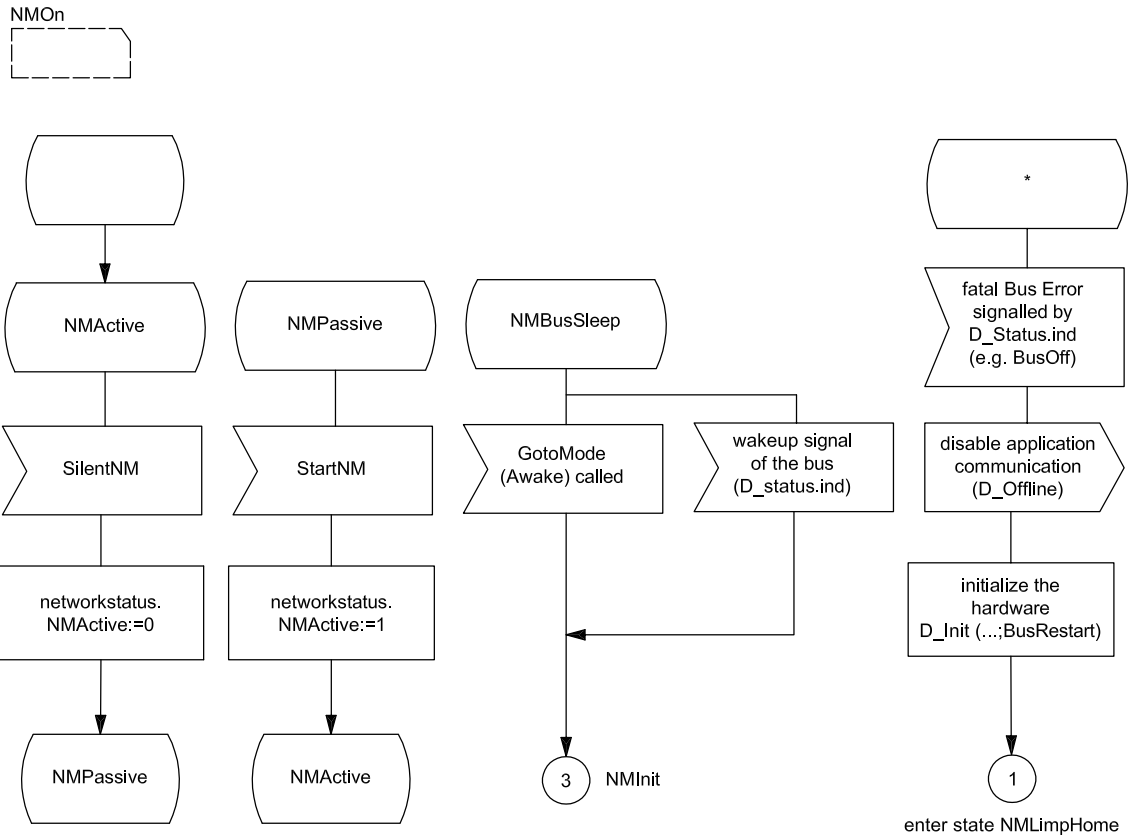 NMOn
NMActive
SilentNM
networkstatus.
NMActive:=0
NMPassive
NMPassive
StartNM
networkstatus.
NMActive:=1
NMActive
NMBusSleep
GotoMode
(Awake) called
wakeup signal
of the bus
(D_status.ind)
3
NMInit
*
fatal Bus Error
signalled by
D_Status.ind
(e.g. BusOff)
disable application
communication
(D_Offline)
initialize the
hardware
D_Init (...;BusRestart)
1
enter state NMLimpHome